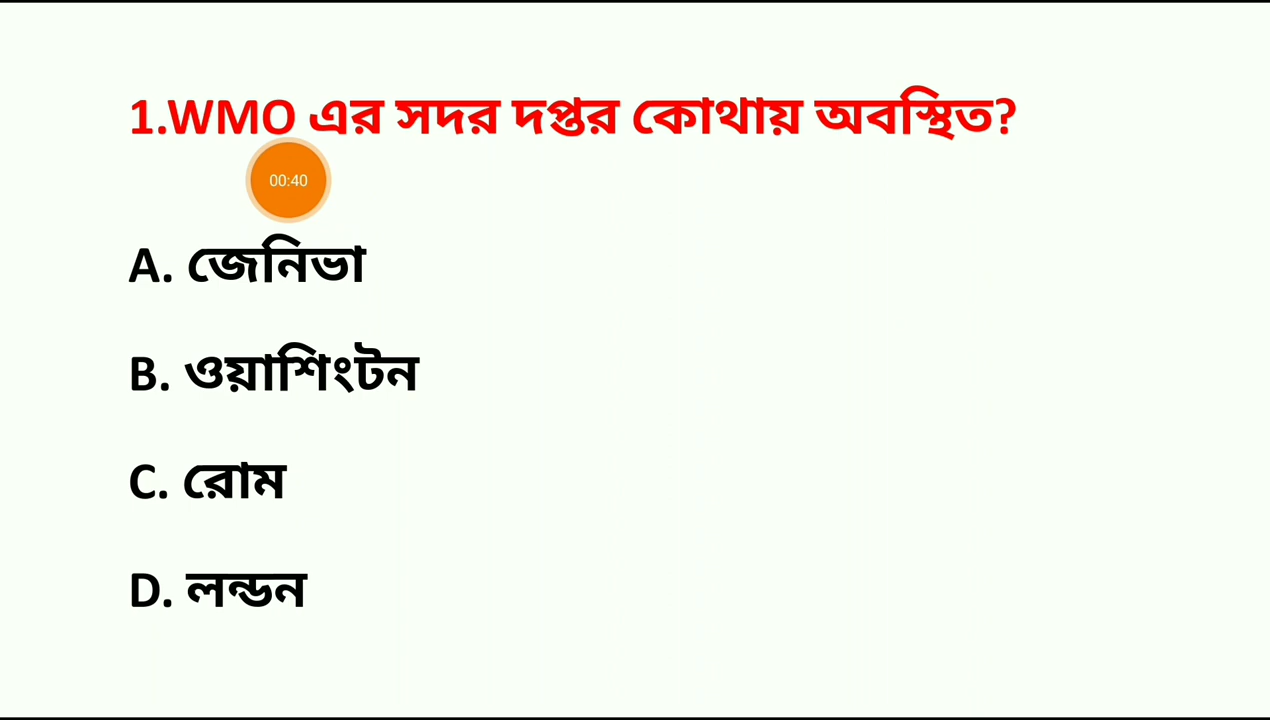 1.WMO এর সদর দপ্তর কোথায় অবস্থিত?
00:40
A. জেনিভা
B. ওয়াশিংটন
C. রোম
D. লন্ডন